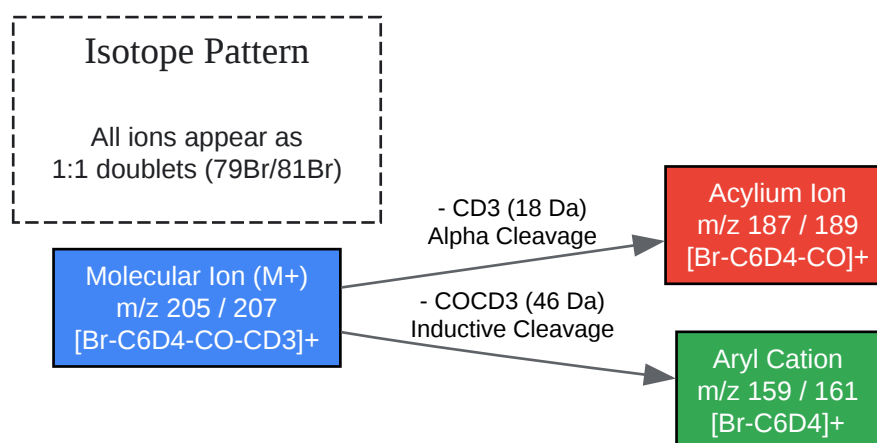 Isotope Pattern
All ions appear as
1:1 doublets (79Br/81Br)
Molecular Ion (M+)
m/z 205 / 207
[Br-C6D4-CO-CD3]+
- CD3 (18 Da)
Alpha Cleavage
- COCD3 (46 Da)
Inductive Cleavage
Acylium Ion
m/z 187 / 189
[Br-C6D4-CO]+
Aryl Cation
m/z 159 / 161
[Br-C6D4]+